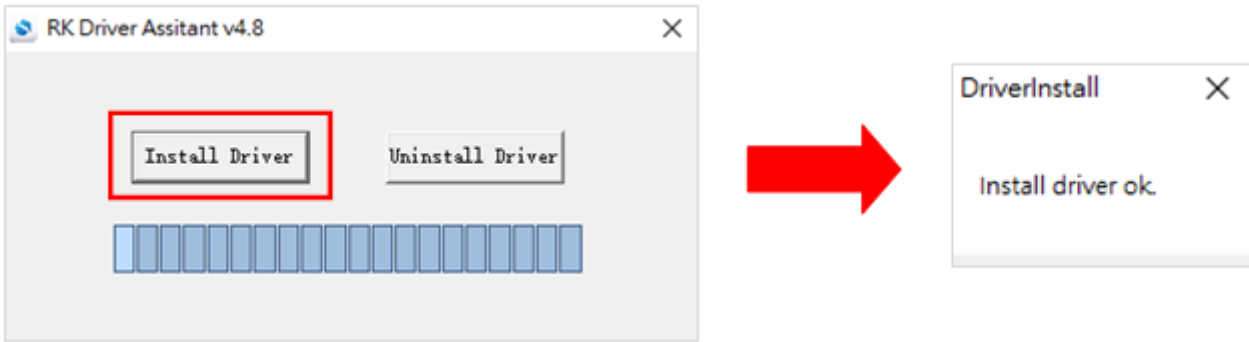 RK Driver Assitant v4.8
Install Driver
Uninstall Driver
DriverInstall
Install driver ok.